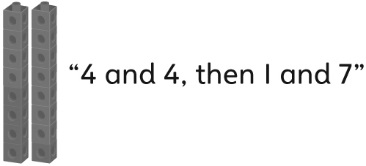 “4 and 4, then 1 and 7”